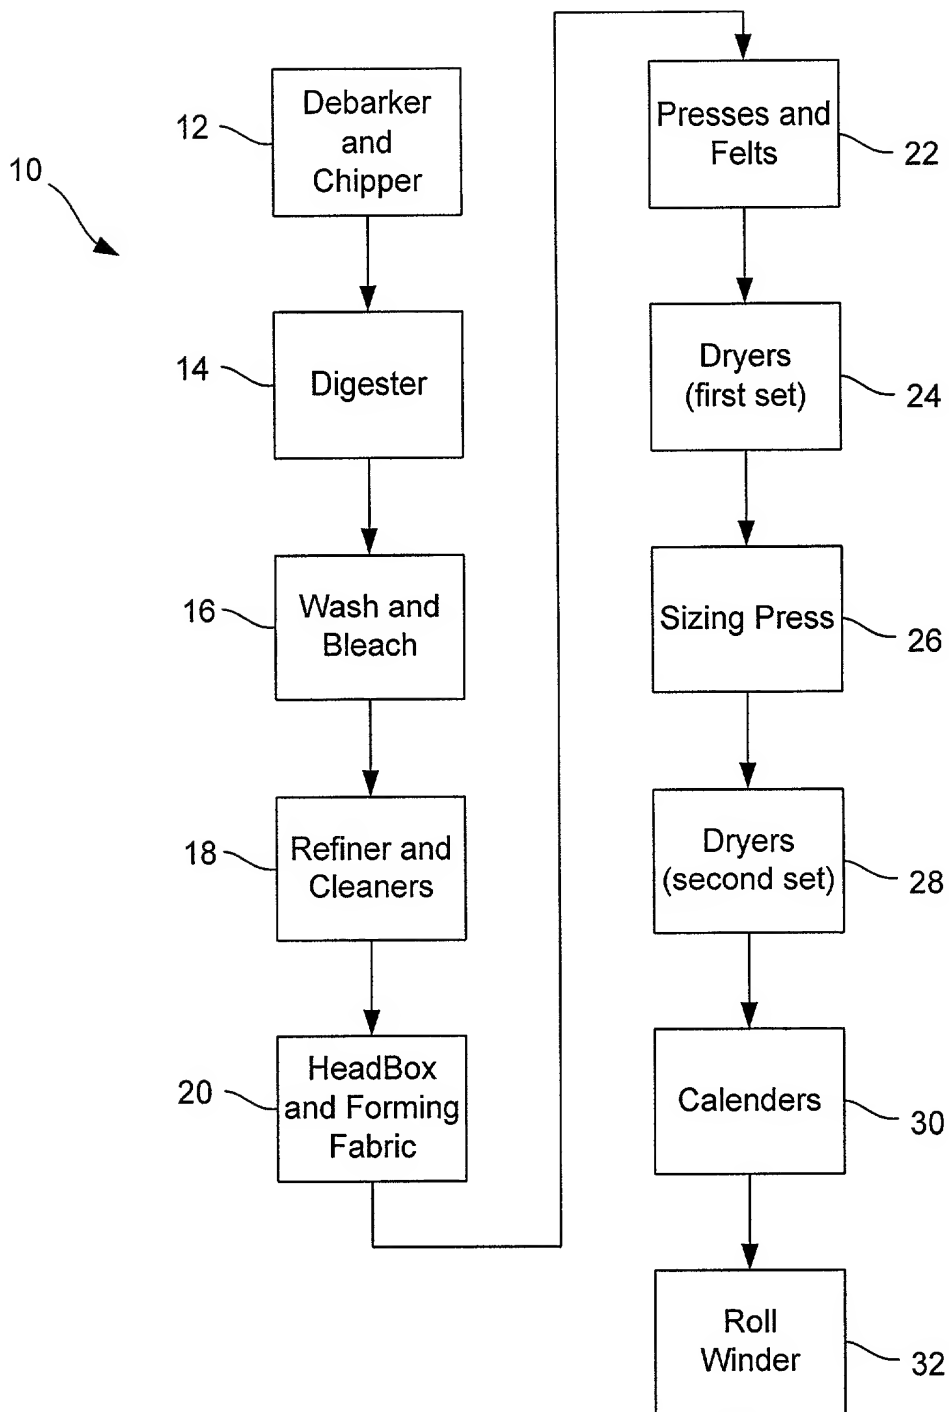 10
12
Debarker
and
Chipper
14
Digester
16
Wash and
Bleach
18
Refiner and
Cleaners
20
HeadBox
and Forming
Fabric
Presses and
Felts
22
Dryers
(first set)
24
Sizing Press
26
Dryers
(second set)
28
Calenders
30
Roll
Winder
32